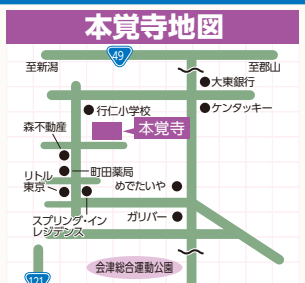 本覚寺地図
49
至新潟
至郡山
大東銀行
行仁小学校
ケンタッキー
森不動産
本覚寺
リトル
東京
町田薬局
めでたいや
スプリング・イン
レジデンス
ガリバー
会津総合運動公園
121